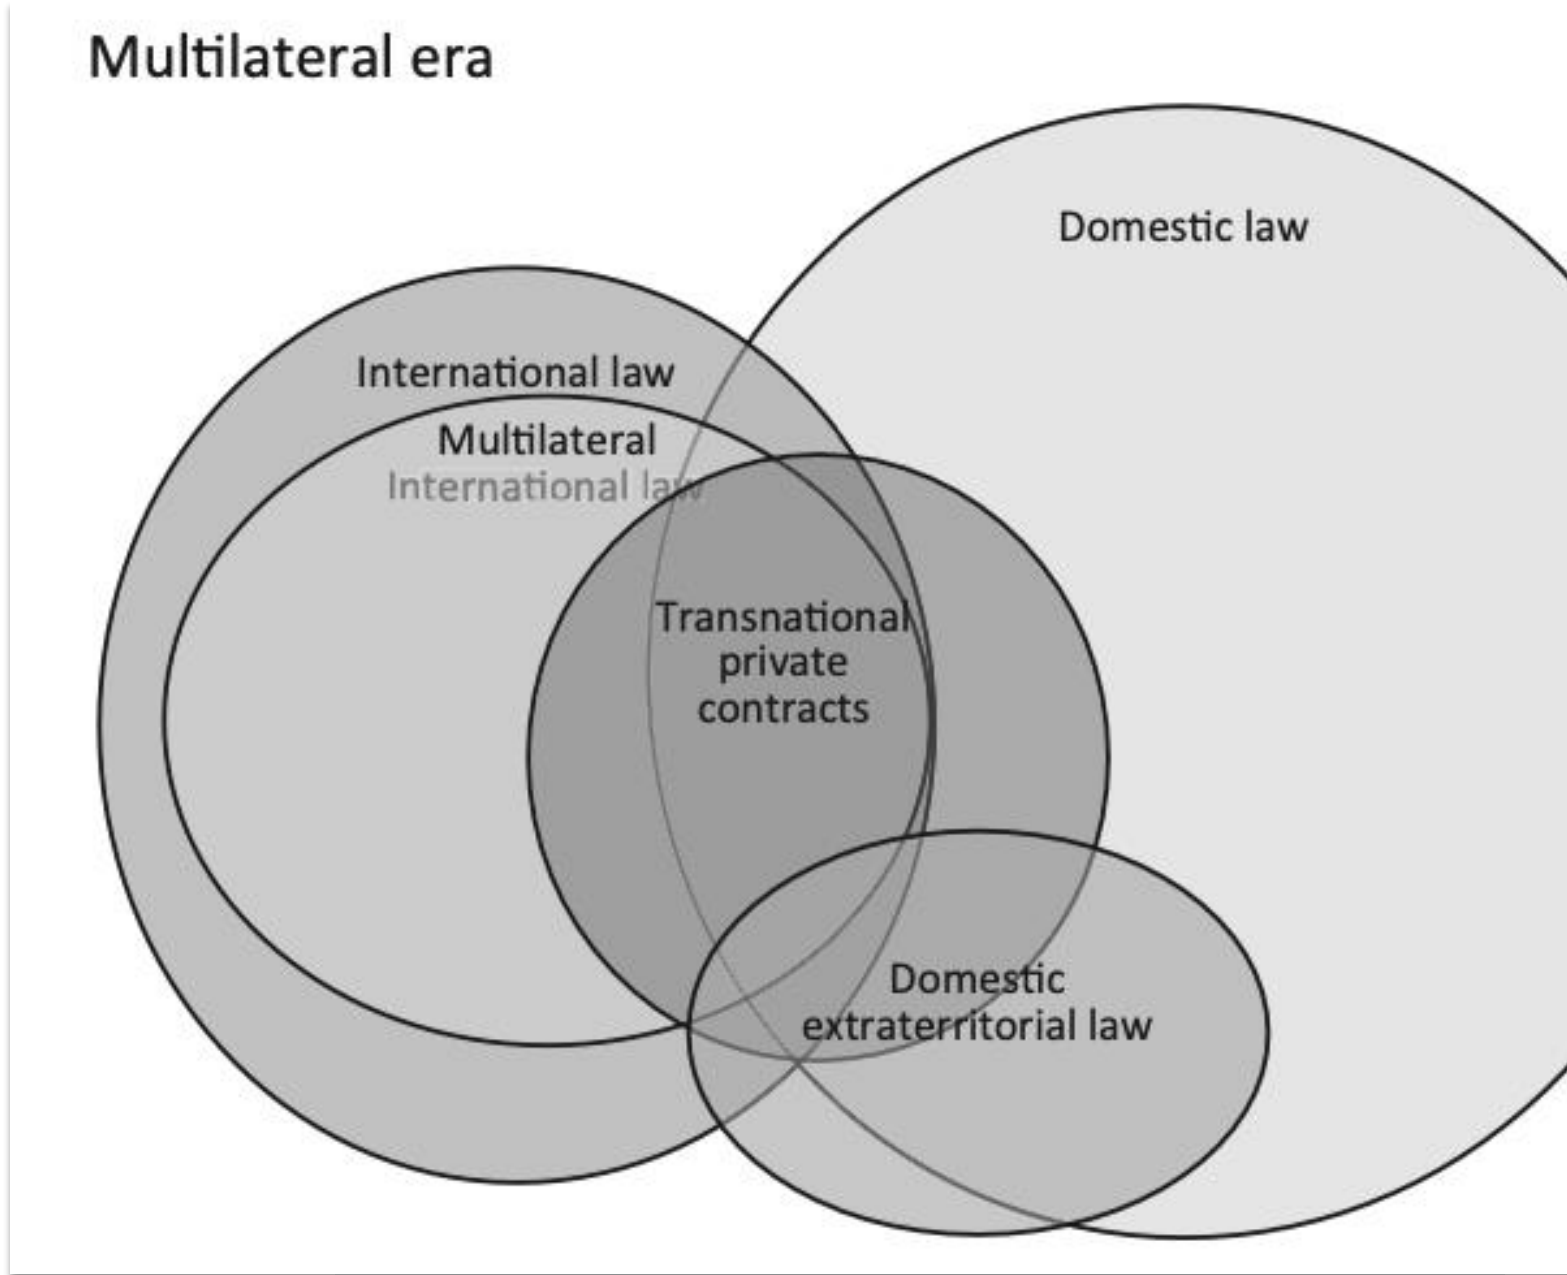 Multilateral era
Domestic law
International law
Multilateral
International law
Transnational
private
contracts
Domestic
extraterritorial law